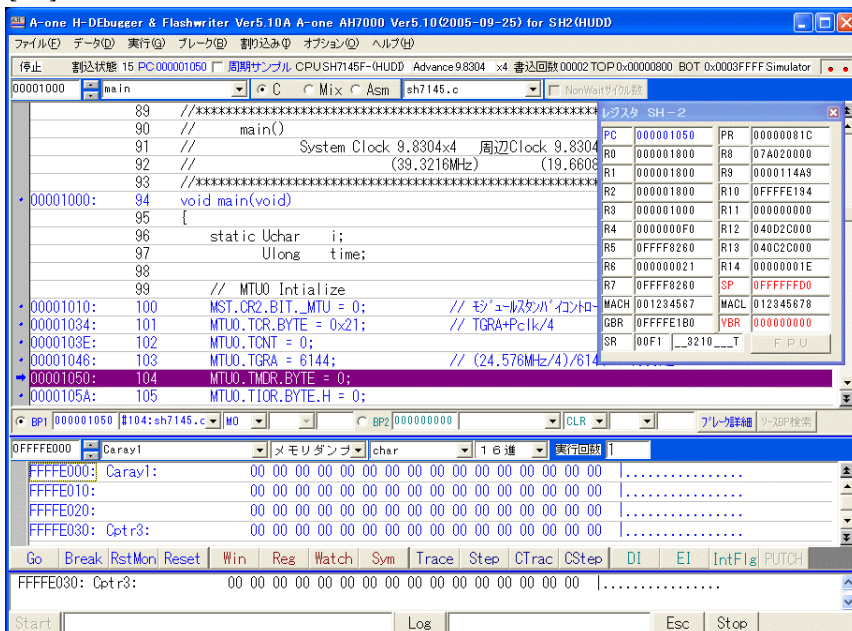 A-one H-DEbugger & Flashwriter Ver5.10A A-one AH7000 Ver5.10(2005-09-25) for SH2(HUDI)
ファイル(F) データ(D) 実行(G) ブレーク(B) 割り込み(I) オプション(O) ヘルプ(H)
停止 割込状態 15 PC 000001050 周期サンプル CPU SH7145F-(HUDI) Advance 9.8304 x4 書込回数 00002 TOP 0x00000800 BOT 0x0003FFFF Simulator
00001000 main C Mix Asm sh7145.c NonWaitサイクル数
89 //************************************************
90 // main()
91 // System Clock 9.8304x4 周辺Clock 9.8304
92 // (39.3216MHz) (19.6608
93 //************************************************
00001000: 94 void main(void)
95 {
96 static Uchar i;
97 Ulong time;
98
99 // MTU0 Intialize
00001010: 100 MST.CR2.BIT._MTU = 0; // モジュールスタンバイコントロー
00001034: 101 MTU0.TCR.BYTE = 0x21; // TGRA+Pclk/4
0000103E: 102 MTU0.TCNT = 0;
00001046: 103 MTU0.TGRA = 6144; // (24.576MHz/4)/614
00001050: 104 MTU0.TMDR.BYTE = 0;
0000105A: 105 MTU0.TIOR.BYTE.H = 0;
レジスタ SH-2
PC 000001050 PR 00000081C
R0 000001800 R8 07A020000
R1 000001800 R9 0000114A9
R2 000001800 R10 0FFFFE194
R3 000001000 R11 000000000
R4 0000000F0 R12 040D2C000
R5 0FFFF8260 R13 040C2C000
R6 000000021 R14 00000001E
R7 0FFFF8260 SP 0FFFFFFD0
MACH 001234567 MACL 012345678
GBR 0FFFFE1B0 VBR 000000000
SR 00F1 __3210___T FPU
BP1 000001050 #104:sh7145.c MO BP2 000000000 CLR ブレーク詳細 ソースBP検索
0FFFFE000 Caray1 メモリダンプ char 16進 実行回数 1
FFFFE000: Caray1: 00 00 00 00 00 00 00 00 00 00 00 00 00 00 00 00 |................
FFFFE010: 00 00 00 00 00 00 00 00 00 00 00 00 00 00 00 00 |................
FFFFE020: 00 00 00 00 00 00 00 00 00 00 00 00 00 00 00 00 |................
FFFFE030: Cptr3: 00 00 00 00 00 00 00 00 00 00 00 00 00 00 00 00 |................
Go Break RstMon Reset Win Reg Watch Sym Trace Step CTrac CStep DI EI IntFlg PUTCH
FFFFE030: Cptr3: 00 00 00 00 00 00 00 00 00 00 00 00 00 00 00 00 |................
Start Log Esc Stop